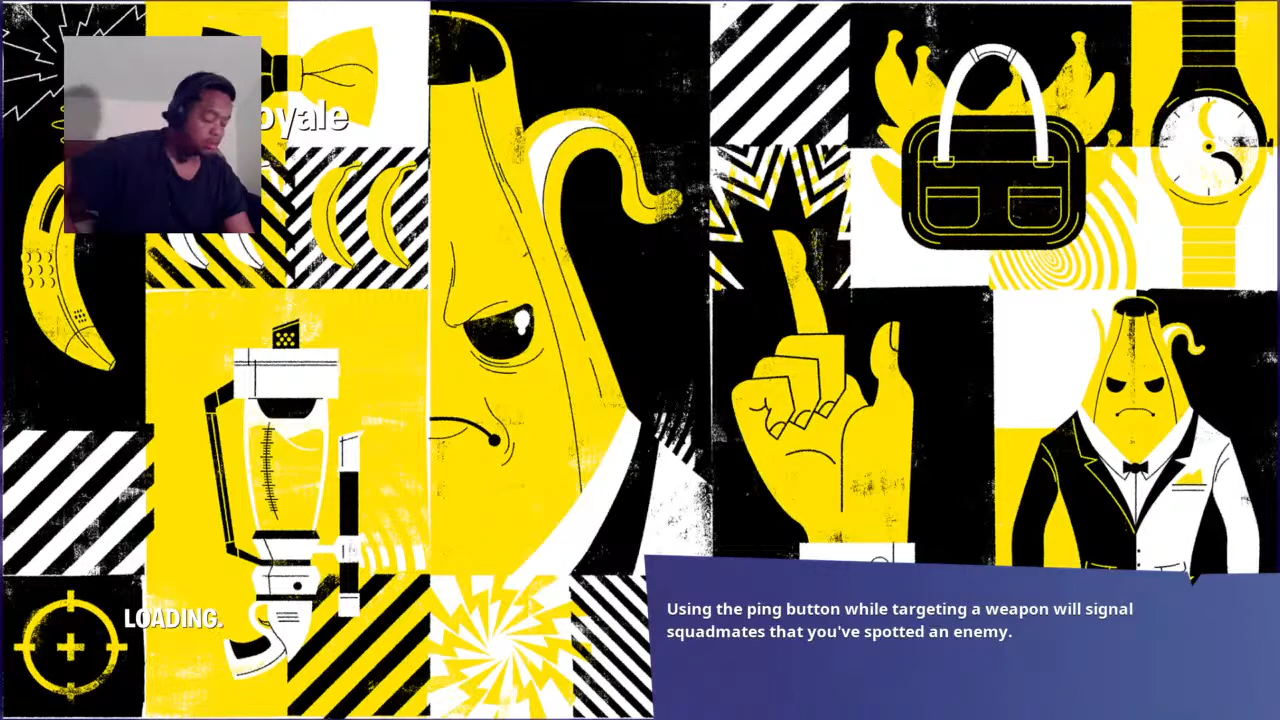 oyale
LOADING.
Using the ping button while targeting a weapon will signal
squadmates that you've spotted an enemy.